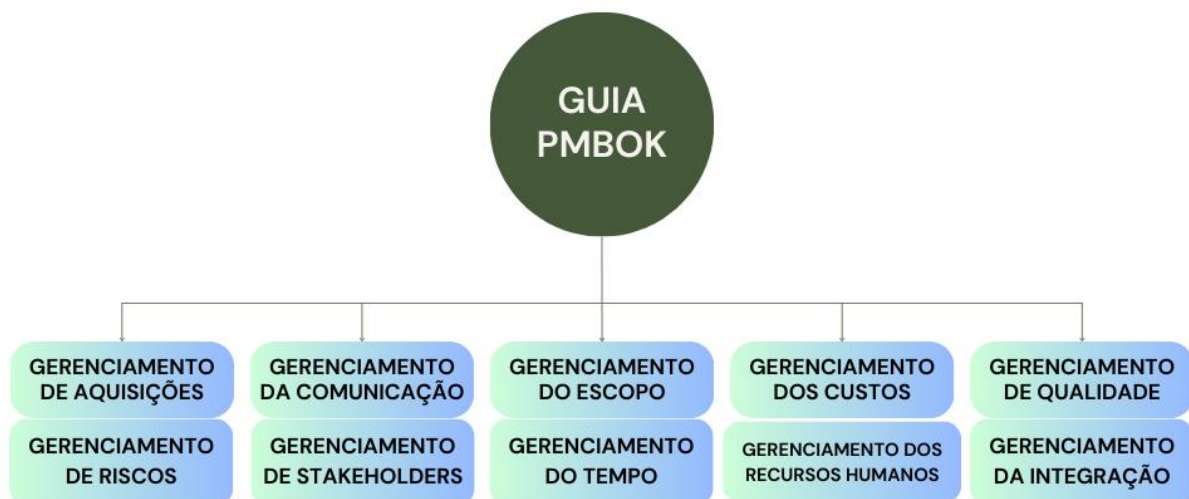 GUIA
PMBOK
GERENCIAMENTO
DE AQUISIÇÕES
GERENCIAMENTO
DA COMUNICAÇÃO
GERENCIAMENTO
DO ESCOPO
GERENCIAMENTO
DOS CUSTOS
GERENCIAMENTO
DE QUALIDADE
GERENCIAMENTO
DE RISCOS
GERENCIAMENTO
DE STAKEHOLDERS
GERENCIAMENTO
DO TEMPO
GERENCIAMENTO DOS
RECURSOS HUMANOS
GERENCIAMENTO
DA INTEGRAÇÃO